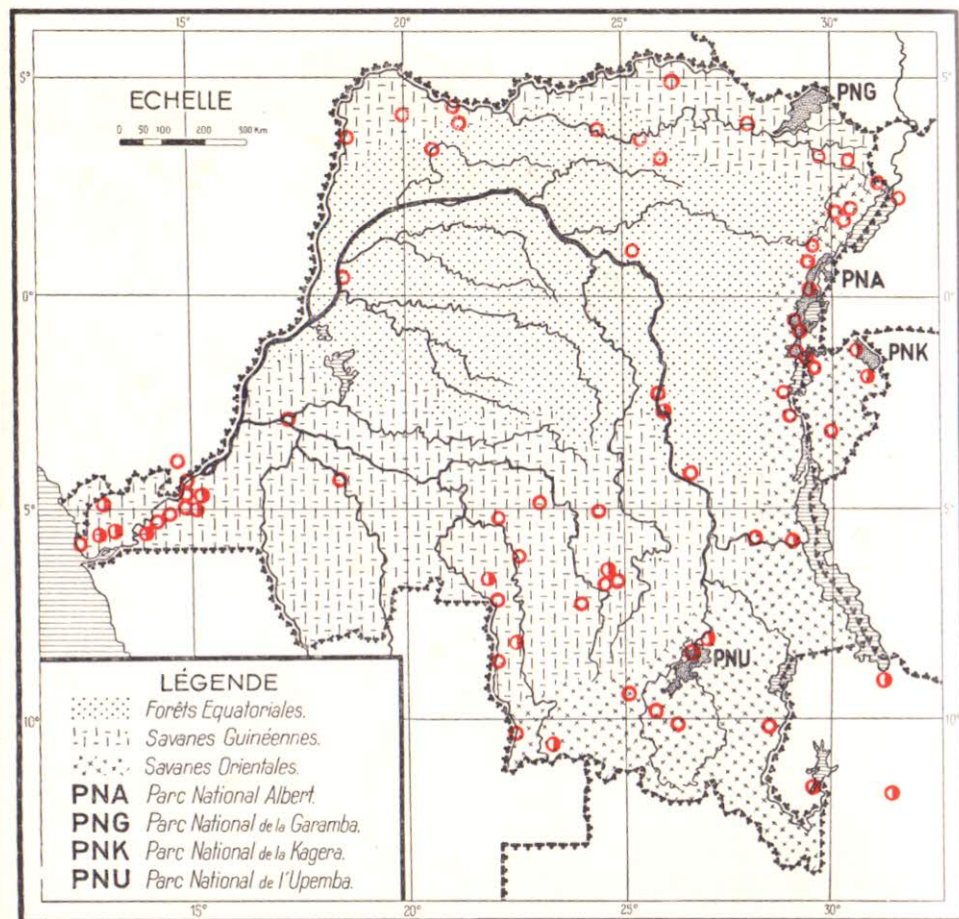 15° 20° 25° 30°
5° 5°
ECHELLE
0 50 100 200 300 Km
PNG
PNA
0° 0°
PNK
5° 5°
PNU
LÉGENDE
Forêts Equatoriales.
Savanes Guinéennes.
Savanes Orientales.
PNA Parc National Albert.
PNG Parc National de la Garamba.
PNK Parc National de la Kagera.
PNU Parc National de l'Upemba.
10° 10°
15° 20° 25° 30°